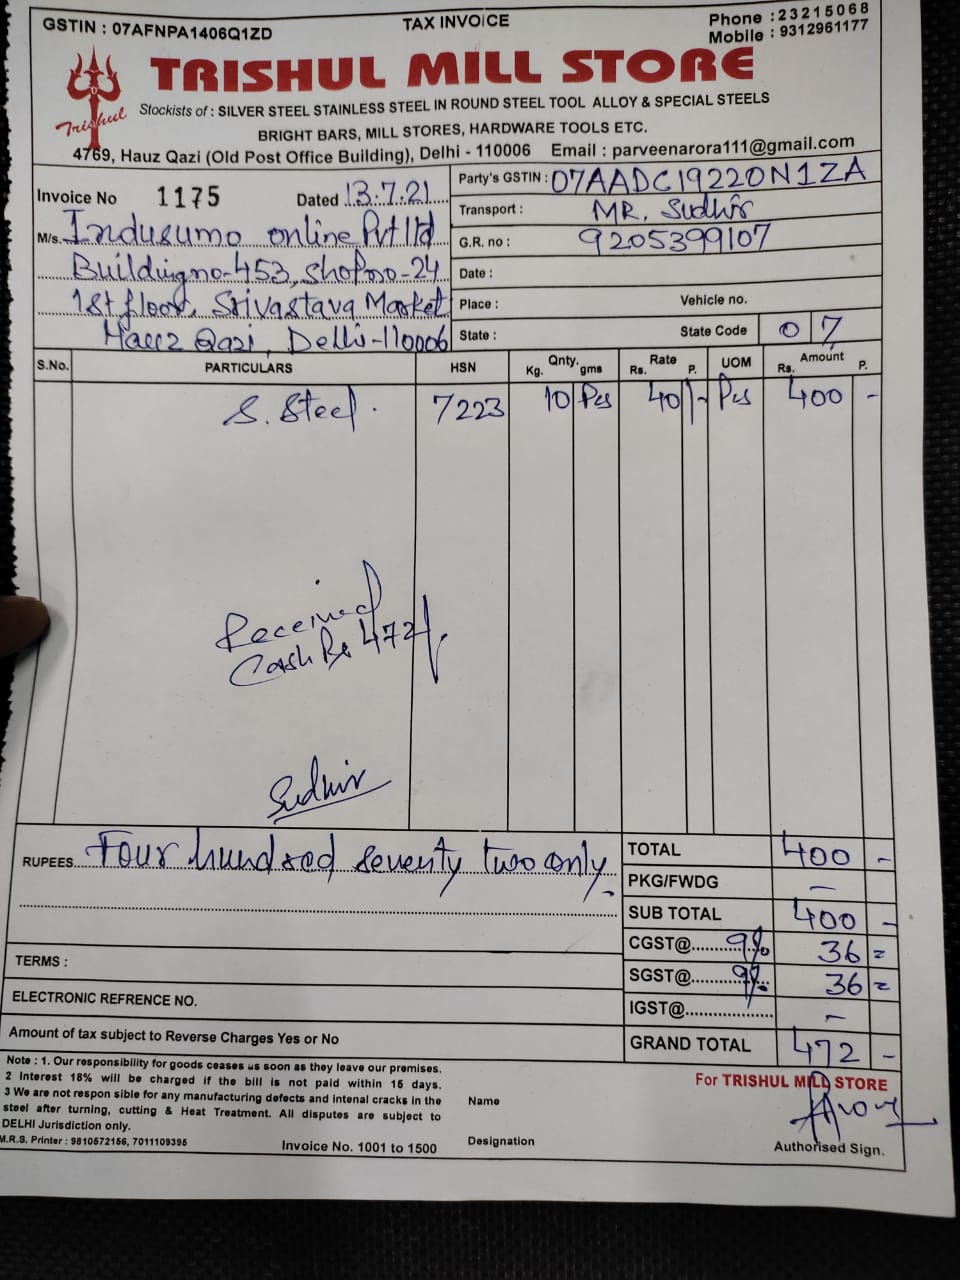 GSTIN : 07AFNPA1406Q1ZD
TAX INVOICE
Phone : 23215068
Mobile : 9312961177
Trishul
TRISHUL MILL STORE
Stockists of : SILVER STEEL STAINLESS STEEL IN ROUND STEEL TOOL ALLOY & SPECIAL STEELS
BRIGHT BARS, MILL STORES, HARDWARE TOOLS ETC.
4769, Hauz Qazi (Old Post Office Building), Delhi - 110006 Email : parveenarora111@gmail.com
Invoice No 1175 Dated 13.7.21
M/s. Indusumo online Pvt ltd
Building no-453, shop no-24
1st floor, Srivastava Market
Hauz Qazi, Delhi-110006
Party's GSTIN : 07AADCI9220N1ZA
Transport : MR. Sudhir
G.R. no : 9205399107
Date :
Place : Vehicle no.
State : State Code 0 7
S.No. PARTICULARS HSN Qnty. Kg. gms Rate Rs. P. UOM Amount Rs. P.
S. Steel. 7223 10 Pcs 40/- Pcs 400 -
Received
Cash Rs 472/.
Sudhir
RUPEES Four hundred seventy two only.
TERMS :
ELECTRONIC REFRENCE NO.
Amount of tax subject to Reverse Charges Yes or No
TOTAL 400 -
PKG/FWDG -
SUB TOTAL 400 -
CGST@ 9% 36 =
SGST@ 9% 36 =
IGST@ -
GRAND TOTAL 472 -
Note : 1. Our responsibility for goods ceases us soon as they leave our premises.
2 Interest 18% will be charged if the bill is not paid within 15 days.
3 We are not respon sible for any manufacturing defects and intenal cracks in the
steel after turning, cutting & Heat Treatment. All disputes are subject to
DELHI Jurisdiction only.
M.R.S. Printer : 9810572156, 7011109395
Invoice No. 1001 to 1500
Name
Designation
For TRISHUL MILL STORE
Arora
Authorised Sign.